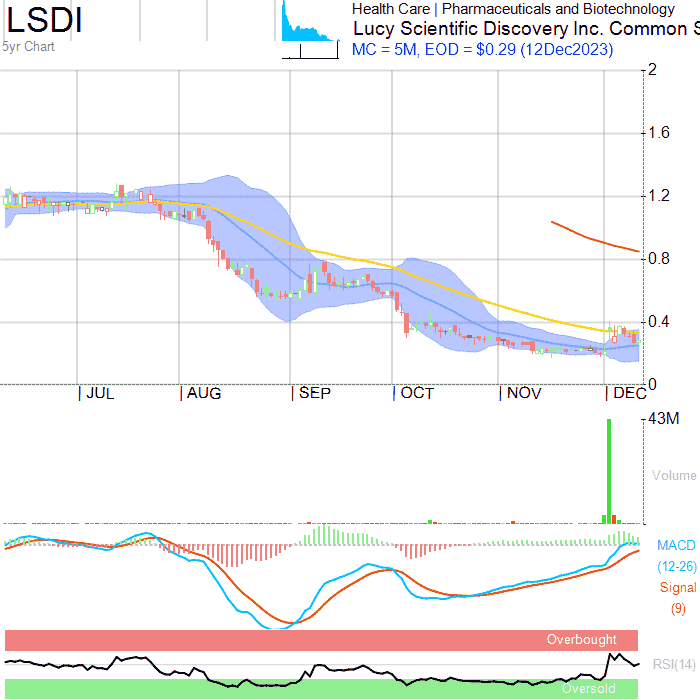 LSDI
5yr Chart
Health Care | Pharmaceuticals and Biotechnology
Lucy Scientific Discovery Inc. Common S
MC = 5M, EOD = $0.29 (12Dec2023)
2
1.6
1.2
0.8
0.4
0
JUL AUG SEP OCT NOV DEC
43M
Volume
MACD
(12-26)
Signal
(9)
Overbought
RSI(14)
Oversold